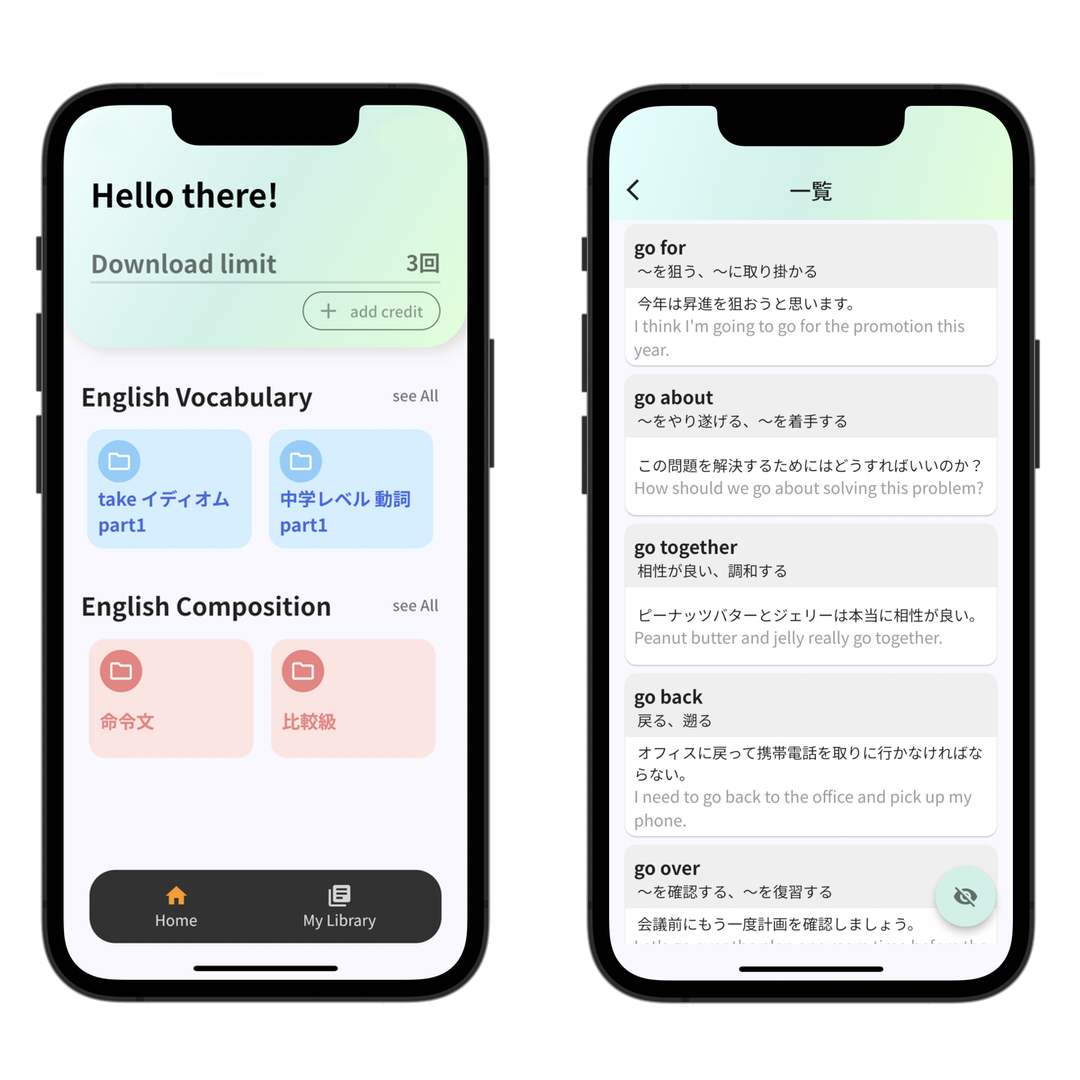 Hello there!
Download limit 3回
+ add credit
English Vocabulary see All
take イディオム
part1
中学レベル 動詞
part1
English Composition see All
命令文
比較級
Home
My Library
一覧
go for
〜を狙う、〜に取り掛かる
今年は昇進を狙おうと思います。
I think I'm going to go for the promotion this
year.
go about
〜をやり遂げる、〜を着手する
この問題を解決するためにはどうすればいいのか？
How should we go about solving this problem?
go together
相性が良い、調和する
ピーナッツバターとジェリーは本当に相性が良い。
Peanut butter and jelly really go together.
go back
戻る、遡る
オフィスに戻って携帯電話を取りに行かなければな
らない。
I need to go back to the office and pick up my
phone.
go over
〜を確認する、〜を復習する
会議前にもう一度計画を確認しましょう。